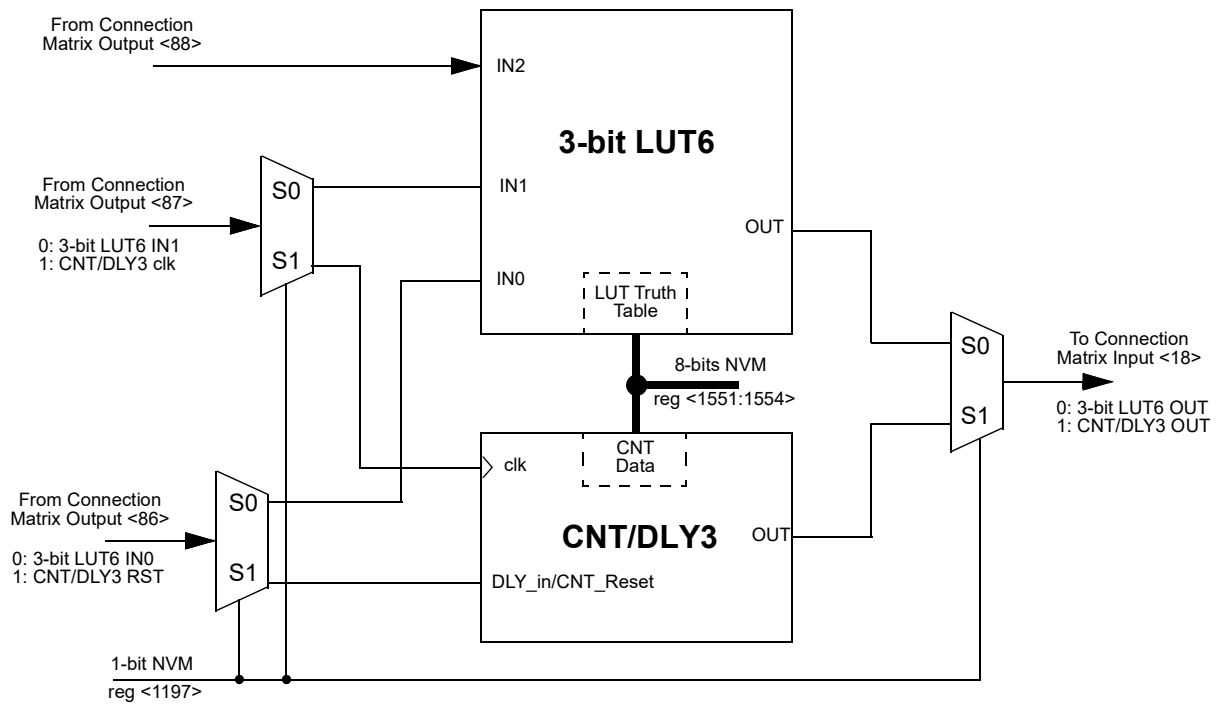 From Connection
Matrix Output <88>
IN2
3-bit LUT6
From Connection
Matrix Output <87>
S0
IN1
0: 3-bit LUT6 IN1
1: CNT/DLY3 clk
S1
OUT
IN0
LUT Truth
Table
8-bits NVM
reg <1551:1554>
S0
To Connection
Matrix Input <18>
S1
0: 3-bit LUT6 OUT
1: CNT/DLY3 OUT
CNT
Data
clk
From Connection
Matrix Output <86>
S0
CNT/DLY3
OUT
0: 3-bit LUT6 IN0
1: CNT/DLY3 RST
S1
DLY_in/CNT_Reset
1-bit NVM
reg <1197>